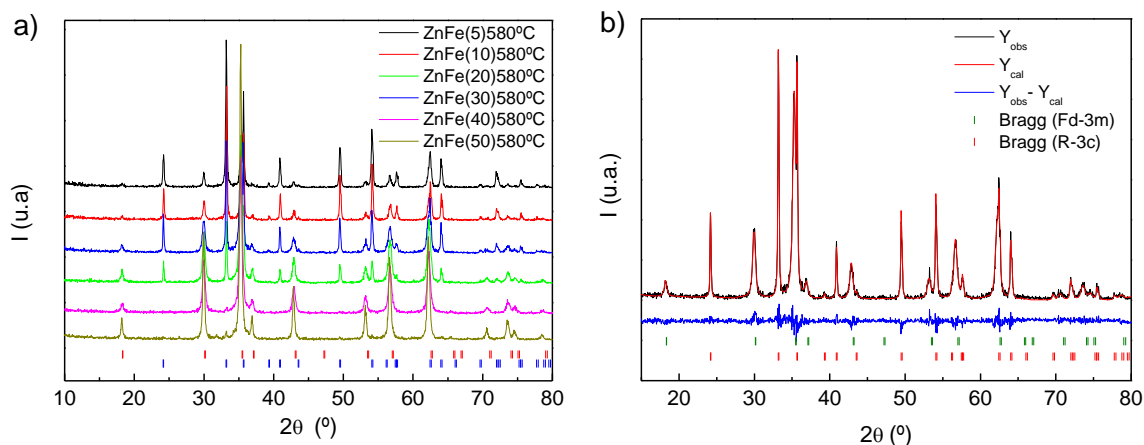 a)
ZnFe(5)580ºC
ZnFe(10)580ºC
ZnFe(20)580ºC
ZnFe(30)580ºC
ZnFe(40)580ºC
ZnFe(50)580ºC
I (u.a)
10 20 30 40 50 60 70 80
2θ (º)
b)
Yobs
Ycal
Yobs - Ycal
Bragg (Fd-3m)
Bragg (R-3c)
I (u.a.)
20 30 40 50 60 70 80
2θ (º)